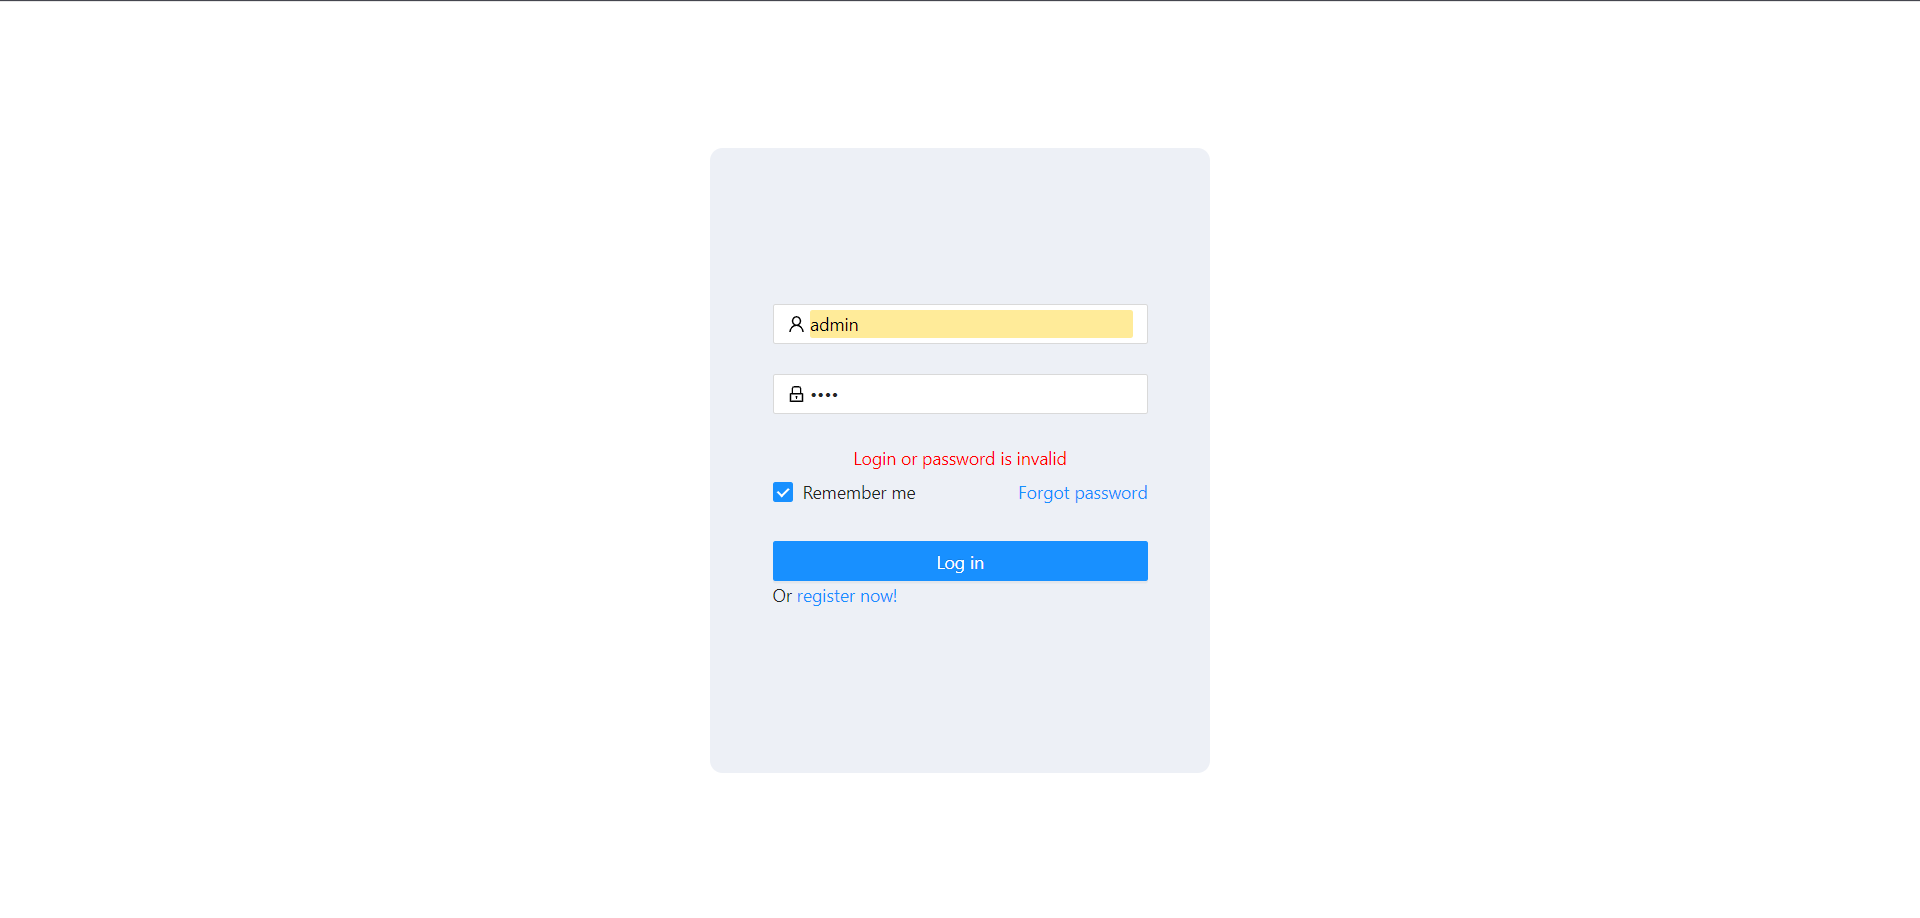 admin
••••
Login or password is invalid
Remember me Forgot password
Log in
Or register now!